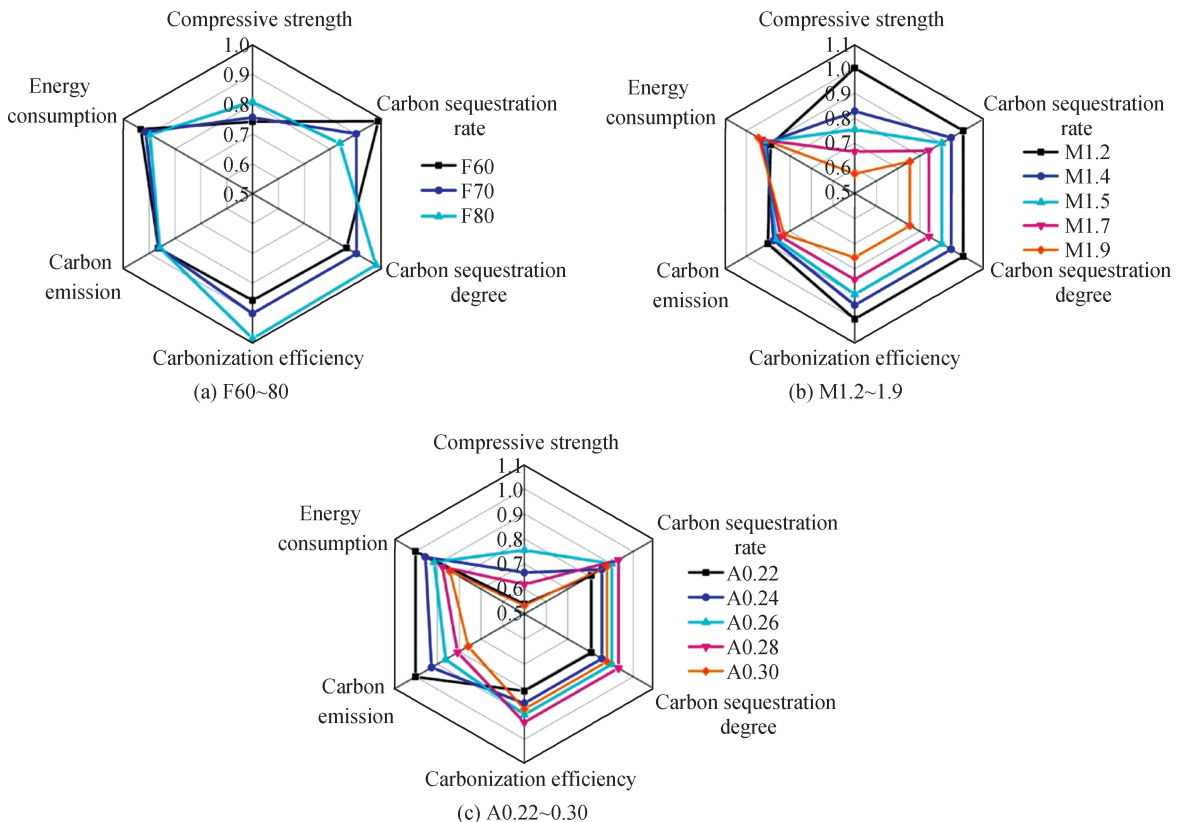 Compressive strength
1.0
0.9
0.8
0.7
0.6
0.5
Energy
consumption
Carbon sequestration
rate
F60
F70
F80
Carbon
emission
Carbon sequestration
degree
Carbonization efficiency
(a) F60~80
Compressive strength
1.1
1.0
0.9
0.8
0.7
0.6
0.5
Energy
consumption
Carbon sequestration
rate
M1.2
M1.4
M1.5
M1.7
M1.9
Carbon
emission
Carbon sequestration
degree
Carbonization efficiency
(b) M1.2~1.9
Compressive strength
1.1
1.0
0.9
0.8
0.7
0.6
0.5
Energy
consumption
Carbon sequestration
rate
A0.22
A0.24
A0.26
A0.28
A0.30
Carbon
emission
Carbon sequestration
degree
Carbonization efficiency
(c) A0.22~0.30